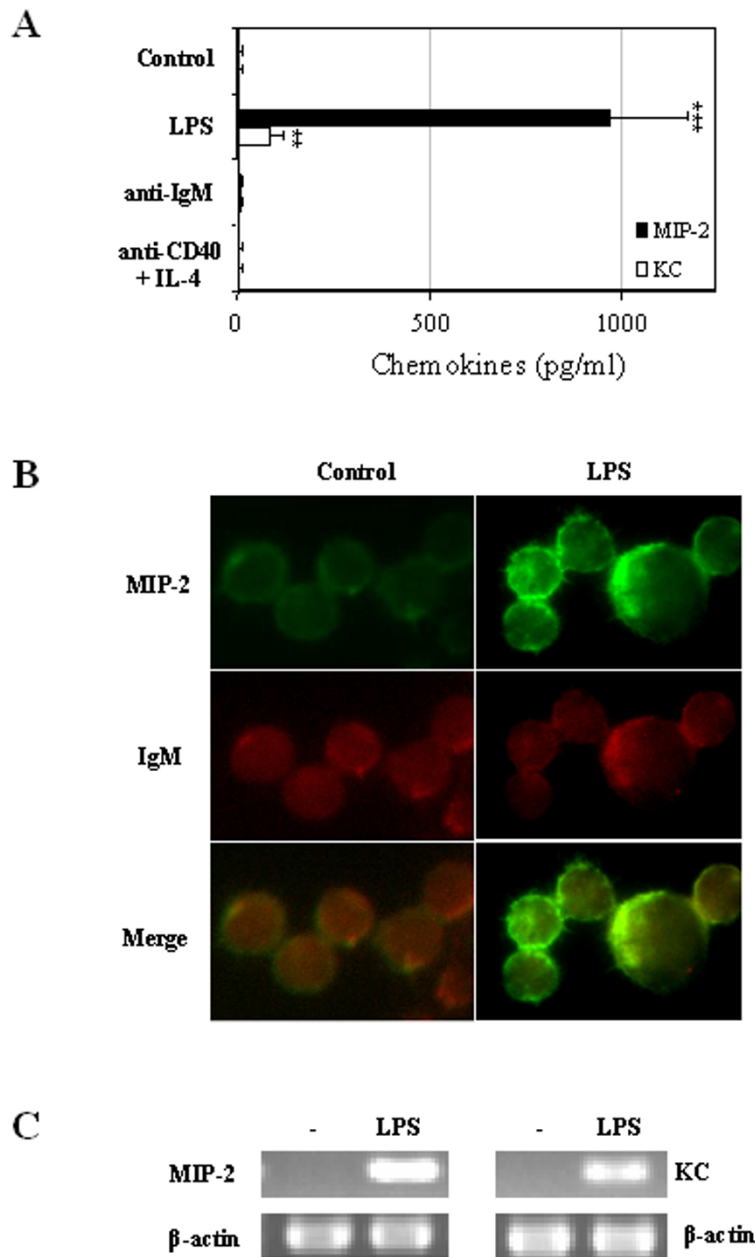 A
Control
LPS
anti-IgM
anti-CD40
+ IL-4
MIP-2
KC
0 500 1000
Chemokines (pg/ml)
B
Control LPS
MIP-2
IgM
Merge
C
- LPS - LPS
MIP-2 KC
β-actin β-actin